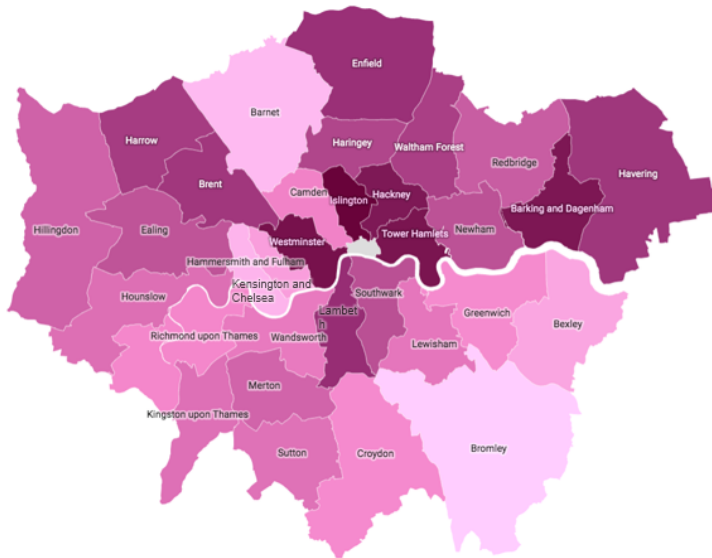 Enfield
Barnet
Harrow
Haringey
Waltham Forest
Redbridge
Havering
Brent
Camden
Islington
Hackney
Barking and Dagenham
Hillingdon
Ealing
Westminster
Tower Hamlets
Newham
Hammersmith and Fulham
Kensington and
Chelsea
Hounslow
Southwark
Lambet
h
Greenwich
Bexley
Richmond upon Thames
Wandsworth
Lewisham
Merton
Kingston upon Thames
Sutton
Croydon
Bromley